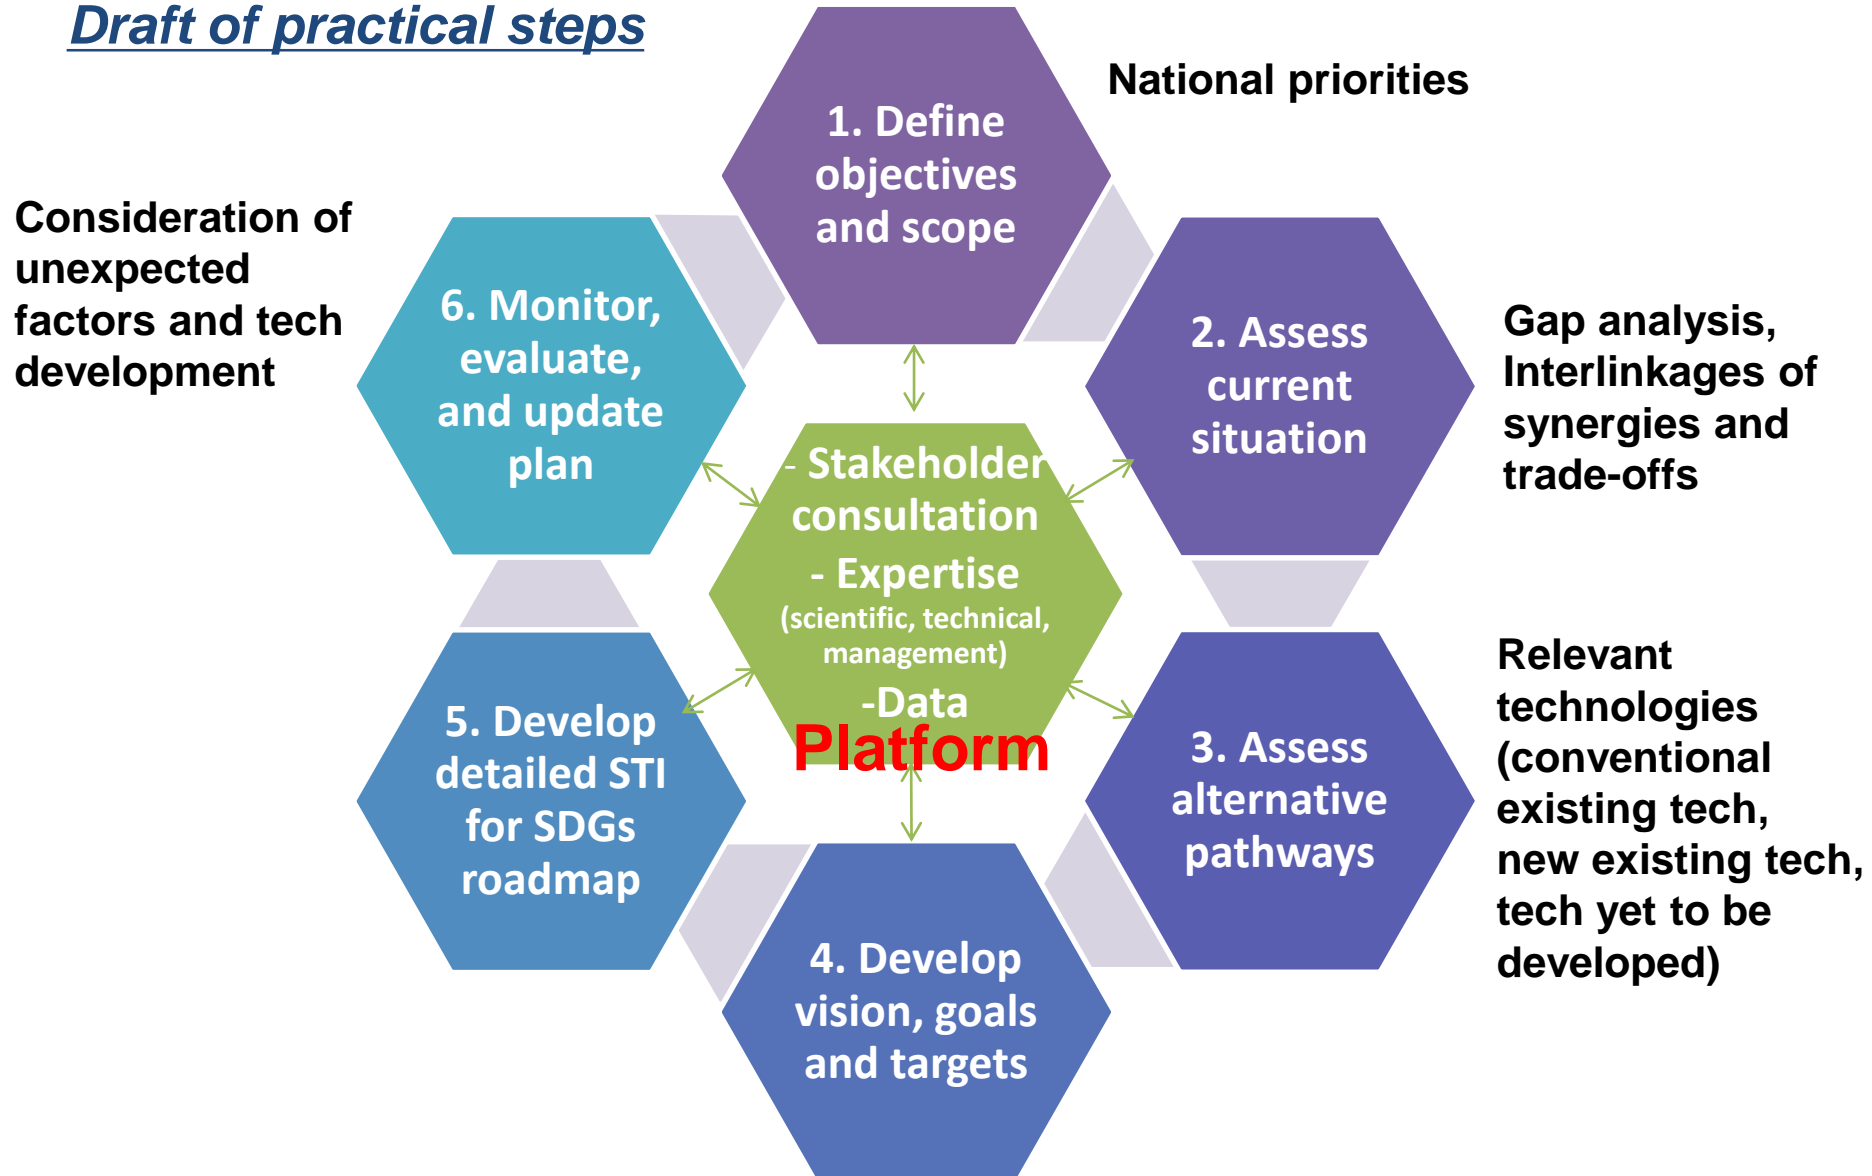 Draft of practical steps
National priorities
1. Define
objectives
and scope
Consideration of
unexpected
factors and tech
development
6. Monitor,
evaluate,
and update
plan
2. Assess
current
situation
Gap analysis,
Interlinkages of
synergies and
trade-offs
- Stakeholder
consultation
- Expertise
(scientific, technical,
management)
-Data
Platform
5. Develop
detailed STI
for SDGs
roadmap
3. Assess
alternative
pathways
Relevant
technologies
(conventional
existing tech,
new existing tech,
tech yet to be
developed)
4. Develop
vision, goals
and targets